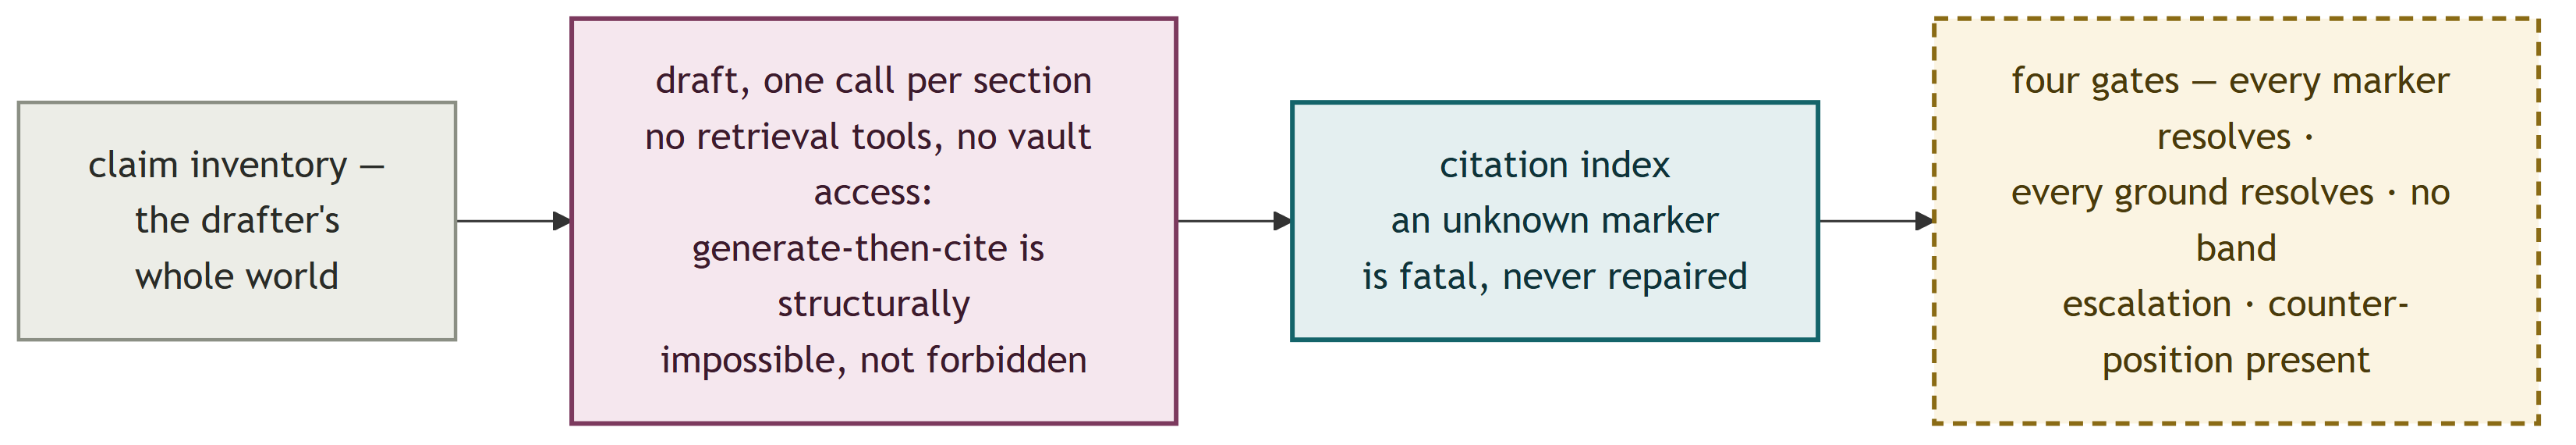 claim inventory —
the drafter's
whole world
draft, one call per section
no retrieval tools, no vault
access:
generate-then-cite is
structurally
impossible, not forbidden
citation index
an unknown marker
is fatal, never repaired
four gates — every marker
resolves ·
every ground resolves · no
band
escalation · counter-
position present